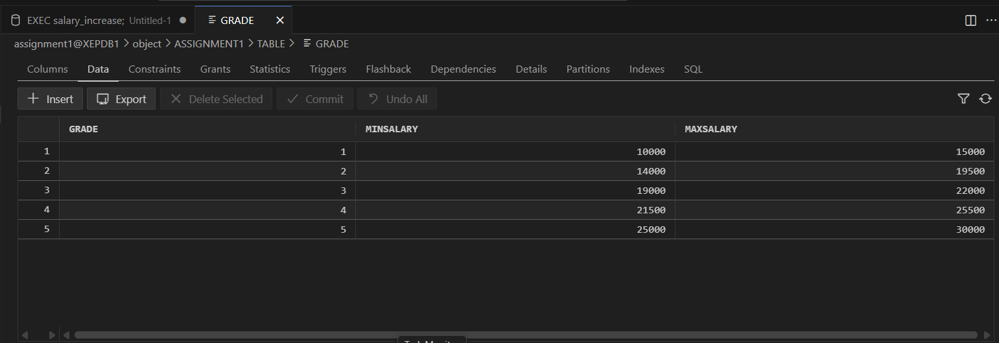 EXEC salary_increase; Untitled-1 GRADE
assignment1@XEPDB1 > object > ASSIGNMENT1 > TABLE > GRADE
Columns Data Constraints Grants Statistics Triggers Flashback Dependencies Details Partitions Indexes SQL
Insert Export Delete Selected Commit Undo All
GRADE MINSALARY MAXSALARY
1 1 10000 15000
2 2 14000 19500
3 3 19000 22000
4 4 21500 25500
5 5 25000 30000